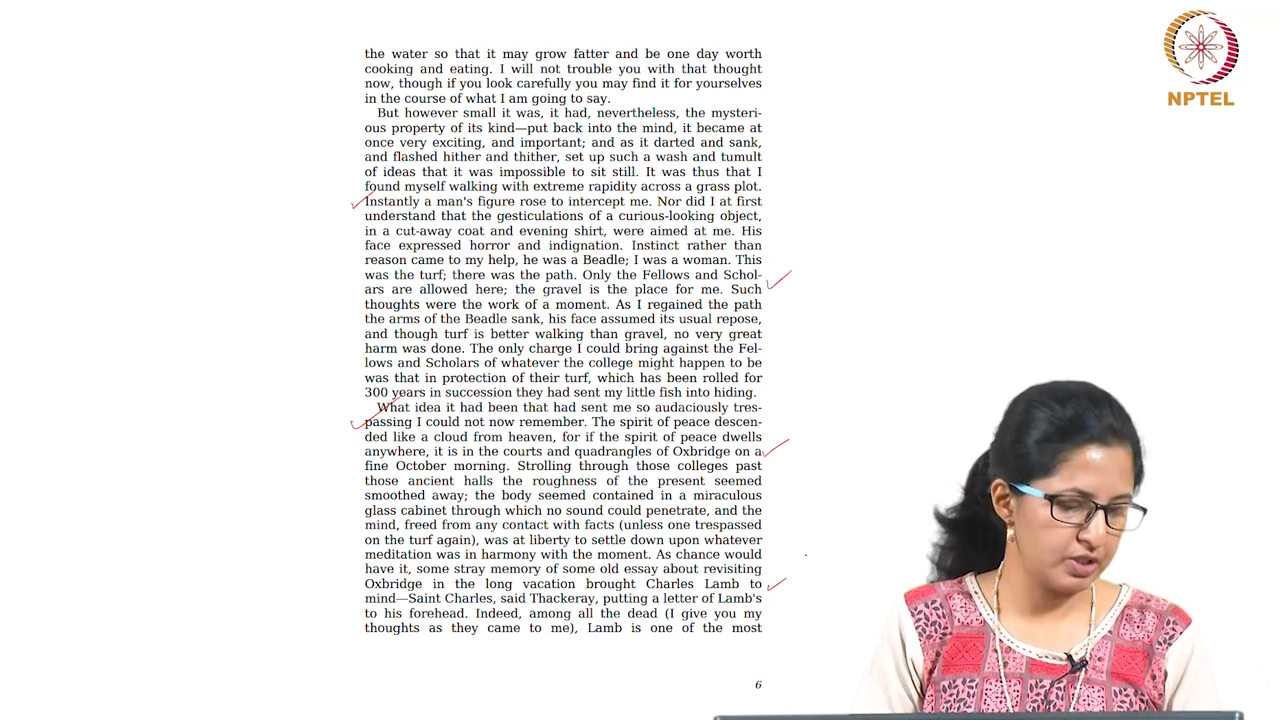 the water so that it may grow fatter and be one day worth
cooking and eating. I will not trouble you with that thought
now, though if you look carefully you may find it for yourselves
in the course of what I am going to say.
But however small it was, it had, nevertheless, the mysteri-
ous property of its kind—put back into the mind, it became at
once very exciting, and important; and as it darted and sank,
and flashed hither and thither, set up such a wash and tumult
of ideas that it was impossible to sit still. It was thus that I
found myself walking with extreme rapidity across a grass plot.
Instantly a man's figure rose to intercept me. Nor did I at first
understand that the gesticulations of a curious-looking object,
in a cut-away coat and evening shirt, were aimed at me. His
face expressed horror and indignation. Instinct rather than
reason came to my help, he was a Beadle; I was a woman. This
was the turf; there was the path. Only the Fellows and Schol-
ars are allowed here; the gravel is the place for me. Such
thoughts were the work of a moment. As I regained the path
the arms of the Beadle sank, his face assumed its usual repose,
and though turf is better walking than gravel, no very great
harm was done. The only charge I could bring against the Fel-
lows and Scholars of whatever the college might happen to be
was that in protection of their turf, which has been rolled for
300 years in succession they had sent my little fish into hiding.
What idea it had been that had sent me so audaciously tres-
passing I could not now remember. The spirit of peace descen-
ded like a cloud from heaven, for if the spirit of peace dwells
anywhere, it is in the courts and quadrangles of Oxbridge on a
fine October morning. Strolling through those colleges past
those ancient halls the roughness of the present seemed
smoothed away; the body seemed contained in a miraculous
glass cabinet through which no sound could penetrate, and the
mind, freed from any contact with facts (unless one trespassed
on the turf again), was at liberty to settle down upon whatever
meditation was in harmony with the moment. As chance would
have it, some stray memory of some old essay about revisiting
Oxbridge in the long vacation brought Charles Lamb to
mind—Saint Charles, said Thackeray, putting a letter of Lamb's
to his forehead. Indeed, among all the dead (I give you my
thoughts as they came to me), Lamb is one of the most
6
NPTEL